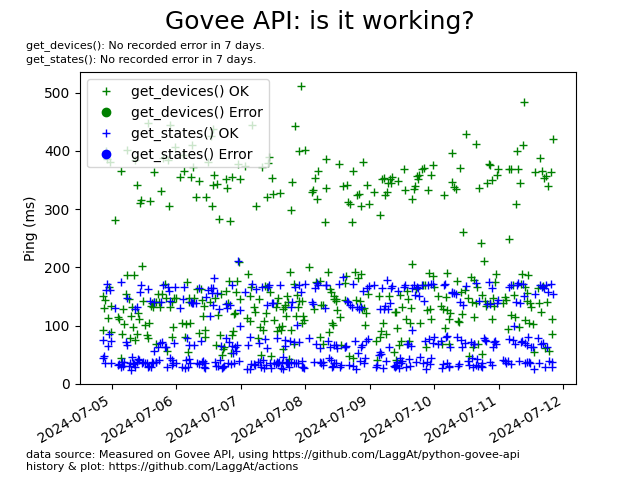 Govee API: is it working?
get_devices(): No recorded error in 7 days.
get_states(): No recorded error in 7 days.
get_devices() OK
get_devices() Error
get_states() OK
get_states() Error
Ping (ms)
500
400
300
200
100
0
2024-07-05
2024-07-06
2024-07-07
2024-07-08
2024-07-09
2024-07-10
2024-07-11
2024-07-12
data source: Measured on Govee API, using https://github.com/LaggAt/python-govee-api
history & plot: https://github.com/LaggAt/actions